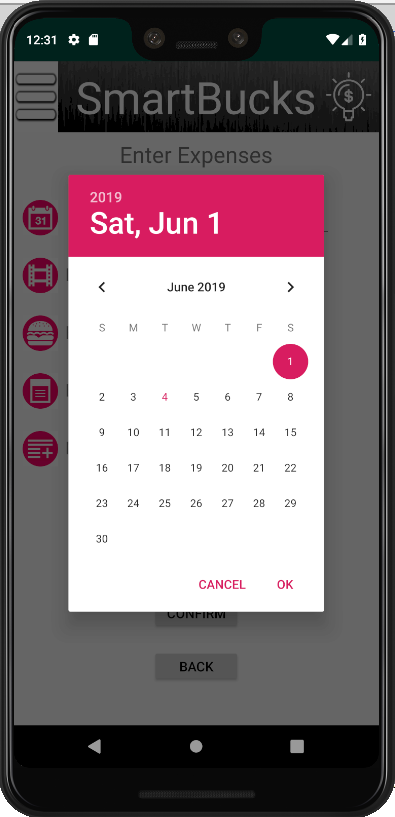 12:31
SmartBucks
$
Enter Expenses
31
2019
Sat, Jun 1
June 2019
S M T W T F S
1
2 3 4 5 6 7 8
9 10 11 12 13 14 15
16 17 18 19 20 21 22
23 24 25 26 27 28 29
30
CANCEL OK
CONFIRM
BACK